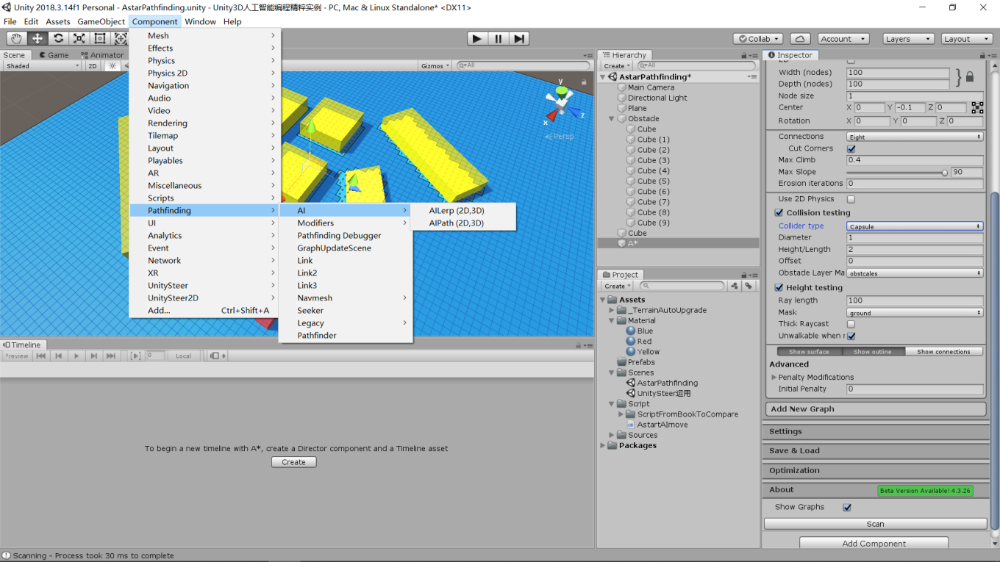 Unity 2018.3.14f1 Personal - AstarPathfinding.unity - Unity3D人工智能编程精粹实例 - PC, Mac & Linux Standalone* <DX11>
File Edit Assets GameObject Component Window Help
Collab Account Layers Layout
Scene Game Animator
Shaded 2D Gizmos All
Mesh
Effects
Physics
Physics 2D
Navigation
Audio
Video
Rendering
Tilemap
Layout
Playables
AR
Miscellaneous
Scripts
Pathfinding
UI
Analytics
Event
Network
XR
UnitySteer
UnitySteer2D
Add... Ctrl+Shift+A
AI
Modifiers
Pathfinding Debugger
GraphUpdateScene
Link
Link2
Link3
Navmesh
Seeker
Legacy
Pathfinder
AILerp (2D,3D)
AIPath (2D,3D)
y
x
z
Persp
Timeline
Preview 0 Local
To begin a new timeline with A*, create a Director component and a Timeline asset
Create
Hierarchy
Create All
AstarPathfinding*
Main Camera
Directional Light
Plane
Obstacle
Cube
Cube (1)
Cube (2)
Cube (3)
Cube (4)
Cube (5)
Cube (6)
Cube (7)
Cube (8)
Cube (9)
Cube
A*
Project
Create
Assets
_TerrainAutoUpgrade
Material
Blue
Red
Yellow
Prefabs
Scenes
AstarPathfinding
UnitySteer运用
Script
ScriptFromBookToCompare
AstartAImove
Sources
Packages
Inspector
Width (nodes) 100
Depth (nodes) 100
Node size 1
Center X 0 Y -0.1 Z 0
Rotation X 0 Y 0 Z 0
Connections Eight
Cut Corners
Max Climb 0.4
Max Slope 90
Erosion iterations 0
Use 2D Physics
Collision testing
Collider type Capsule
Diameter 1
Height/Length 2
Offset 0
Obstacle Layer Ma obstcales
Height testing
Ray length 100
Mask ground
Thick Raycast
Unwalkable when r
Show surface Show outline Show connections
Advanced
Penalty Modifications
Initial Penalty 0
Add New Graph
Settings
Save & Load
Optimization
About Beta Version Available! 4.3.26
Show Graphs
Scan
Add Component
Scanning - Process took 30 ms to complete